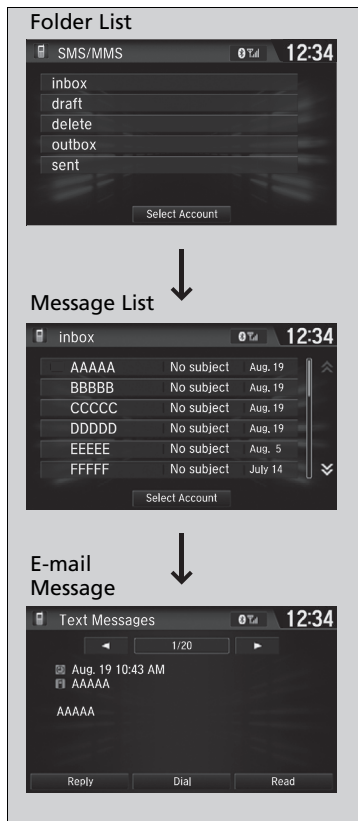 Folder List
SMS/MMS 12:34
inbox
draft
delete
outbox
sent
Select Account
Message List
inbox 12:34
AAAAA No subject Aug. 19
BBBBB No subject Aug. 19
CCCCC No subject Aug. 19
DDDDD No subject Aug. 19
EEEEE No subject Aug. 5
FFFFF No subject July 14
Select Account
E-mail
Message
Text Messages 12:34
1/20
Aug. 19 10:43 AM
AAAAA
AAAAA
Reply Dial Read